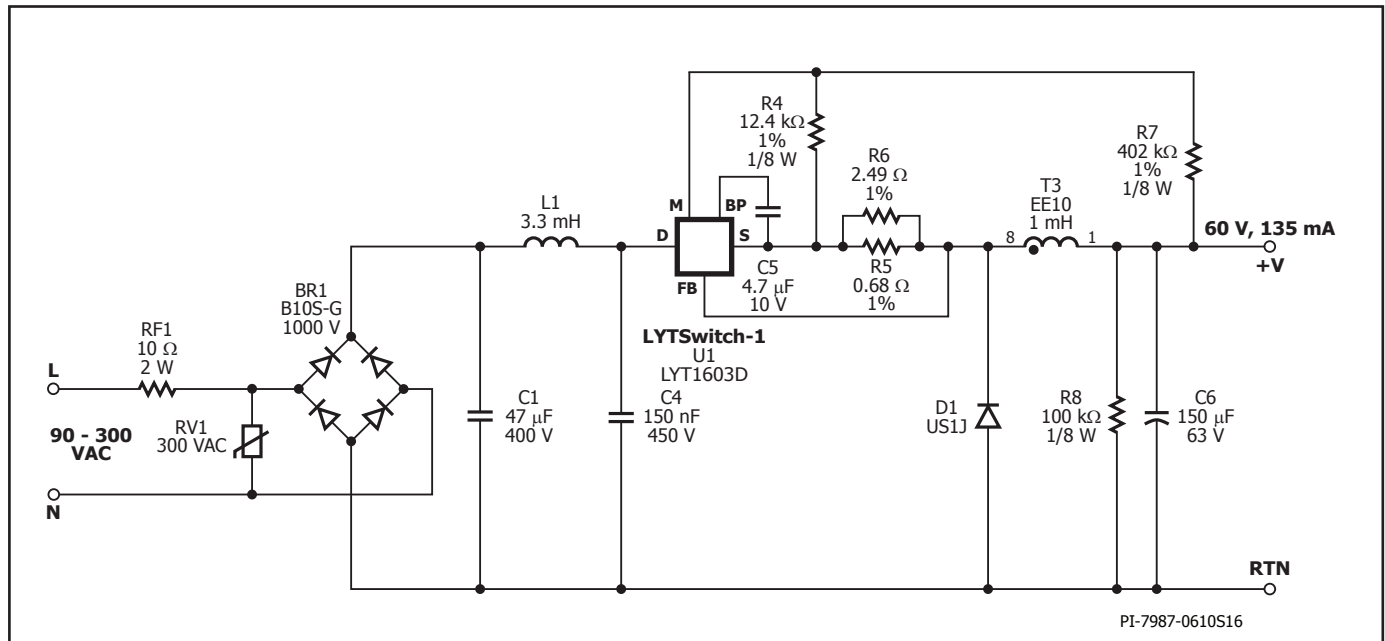 L
N
90 - 300
VAC
RF1
10 Ω
2 W
RV1
300 VAC
BR1
B10S-G
1000 V
C1
47 μF
400 V
L1
3.3 mH
C4
150 nF
450 V
M
BP
D
S
FB
LYTSwitch-1
U1
LYT1603D
C5
4.7 μF
10 V
R4
12.4 kΩ
1%
1/8 W
R6
2.49 Ω
1%
R5
0.68 Ω
1%
D1
US1J
T3
EE10
1 mH
8
1
R7
402 kΩ
1%
1/8 W
R8
100 kΩ
1/8 W
C6
150 μF
63 V
60 V, 135 mA
+V
RTN
PI-7987-0610S16